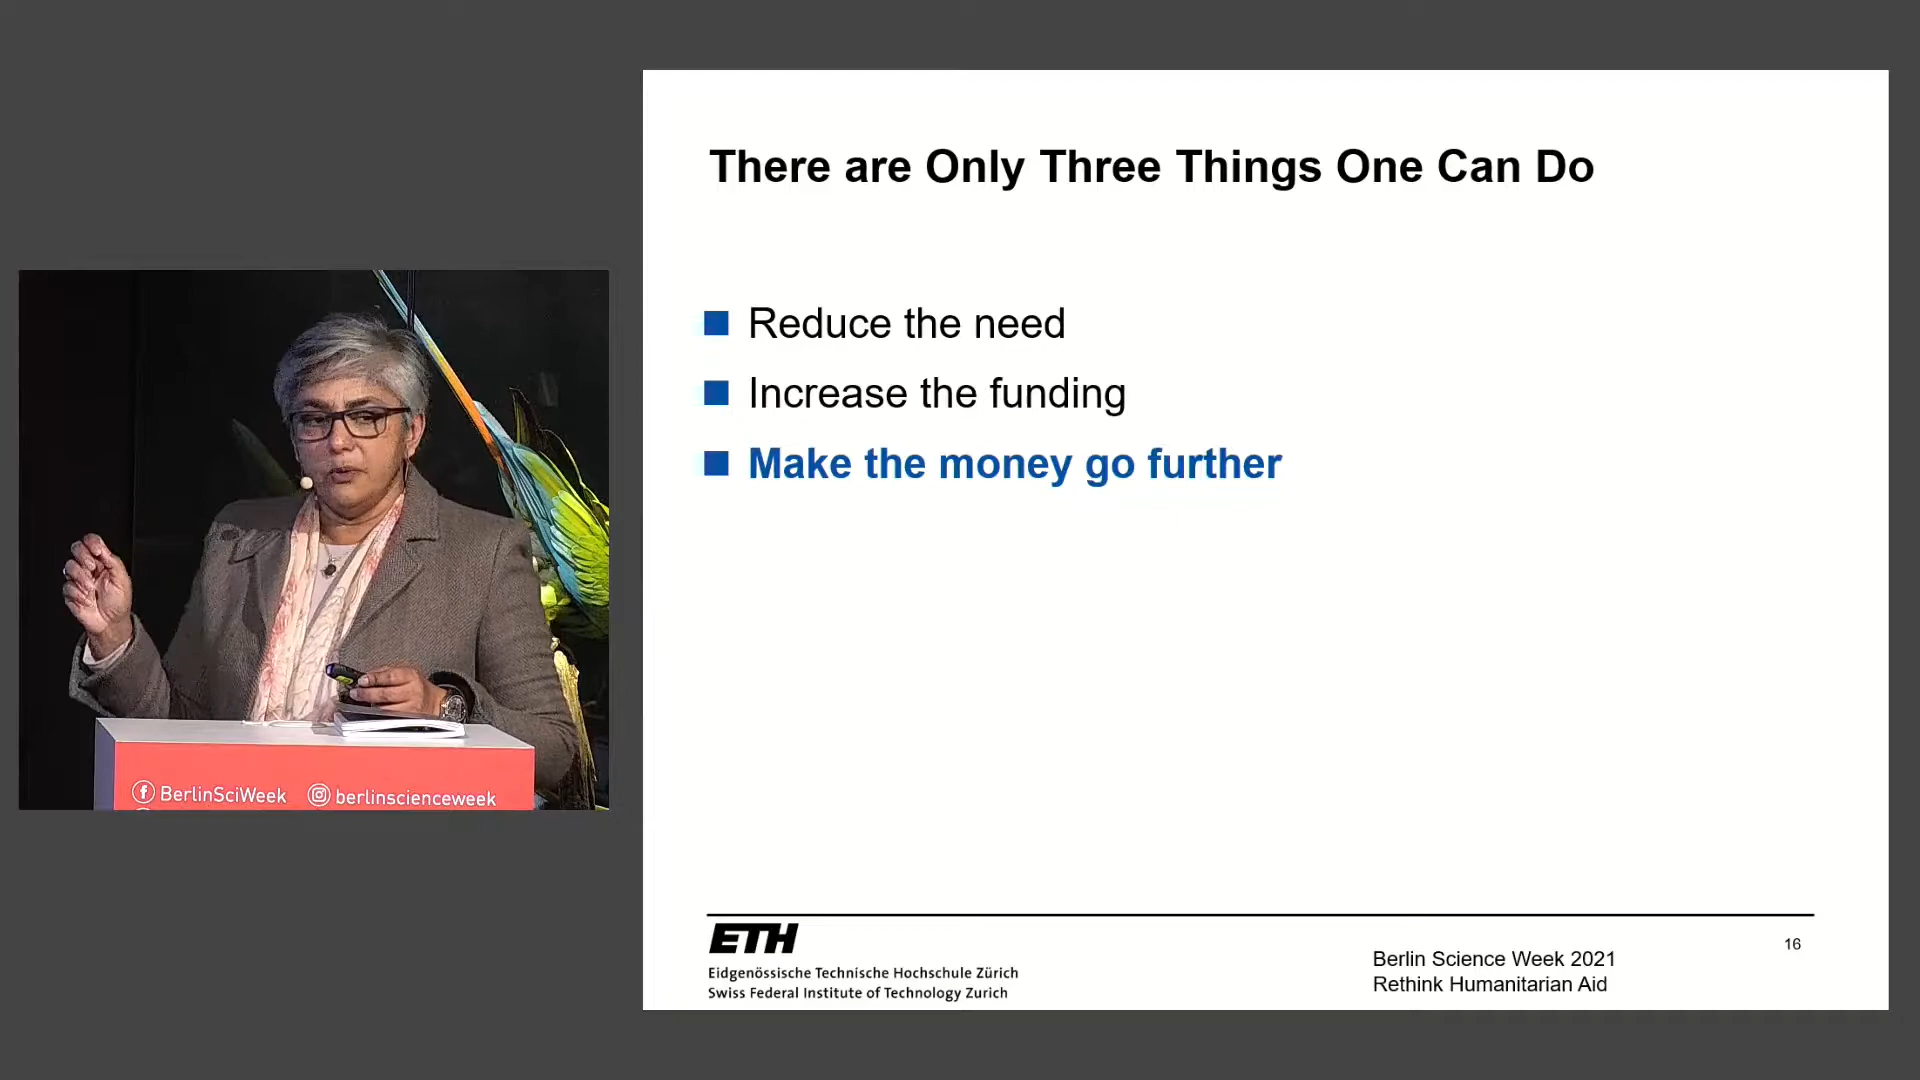 There are Only Three Things One Can Do
Reduce the need
Increase the funding
Make the money go further
BerlinSciWeek berlinscienceweek
ETH
Eidgenössische Technische Hochschule Zürich
Swiss Federal Institute of Technology Zurich
Berlin Science Week 2021
Rethink Humanitarian Aid
16